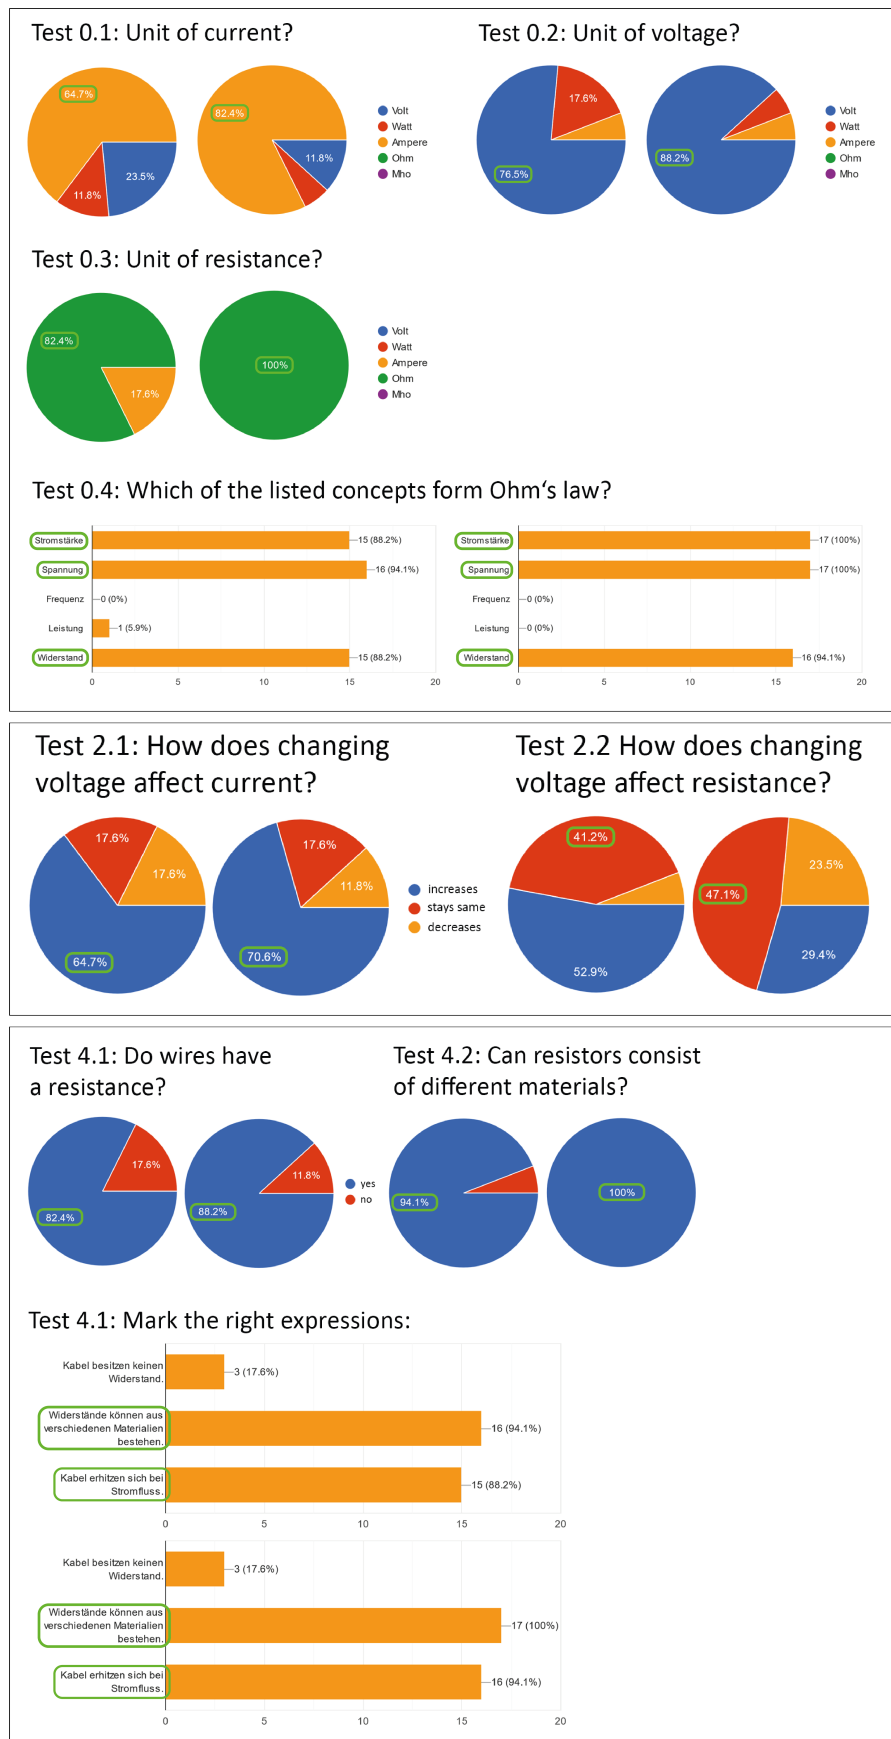 Test 0.1: Unit of current?
64.7%
11.8%
23.5%
82.4%
11.8%
Volt
Watt
Ampere
Ohm
Mho
Test 0.2: Unit of voltage?
17.6%
76.5%
88.2%
Volt
Watt
Ampere
Ohm
Mho
Test 0.3: Unit of resistance?
82.4%
17.6%
100%
Volt
Watt
Ampere
Ohm
Mho
Test 0.4: Which of the listed concepts form Ohm‘s law?
Stromstärke 15 (88.2%)
Spannung 16 (94.1%)
Frequenz 0 (0%)
Leistung 1 (5.9%)
Widerstand 15 (88.2%)
0 5 10 15 20
Stromstärke 17 (100%)
Spannung 17 (100%)
Frequenz 0 (0%)
Leistung 0 (0%)
Widerstand 16 (94.1%)
0 5 10 15 20
Test 2.1: How does changing
voltage affect current?
17.6%
17.6%
64.7%
17.6%
11.8%
70.6%
increases
stays same
decreases
Test 2.2 How does changing
voltage affect resistance?
41.2%
52.9%
23.5%
47.1%
29.4%
Test 4.1: Do wires have
a resistance?
17.6%
82.4%
11.8%
88.2%
yes
no
Test 4.2: Can resistors consist
of different materials?
94.1%
100%
Test 4.1: Mark the right expressions:
Kabel besitzen keinen
Widerstand.
3 (17.6%)
Widerstände können aus
verschiedenen Materialien
bestehen.
16 (94.1%)
Kabel erhitzen sich bei
Stromfluss.
15 (88.2%)
0 5 10 15 20
Kabel besitzen keinen
Widerstand.
3 (17.6%)
Widerstände können aus
verschiedenen Materialien
bestehen.
17 (100%)
Kabel erhitzen sich bei
Stromfluss.
16 (94.1%)
0 5 10 15 20